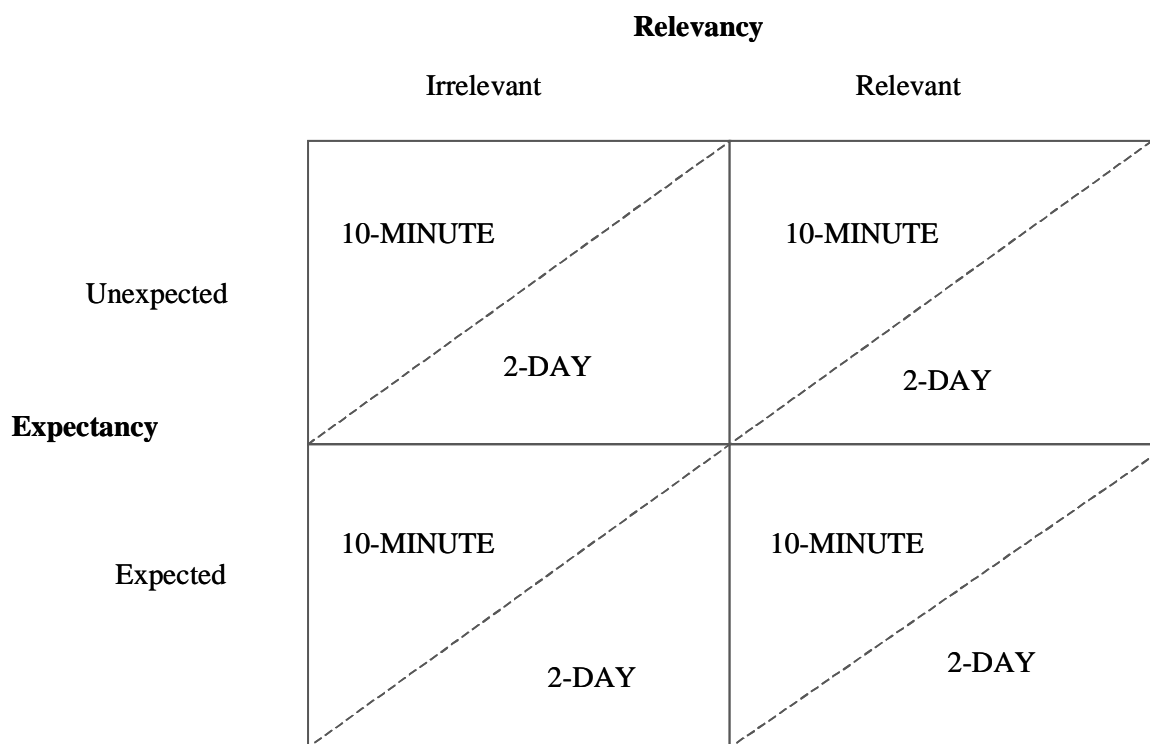 Relevancy
Irrelevant Relevant
10-MINUTE 10-MINUTE
Unexpected
2-DAY 2-DAY
Expectancy
10-MINUTE 10-MINUTE
Expected
2-DAY 2-DAY